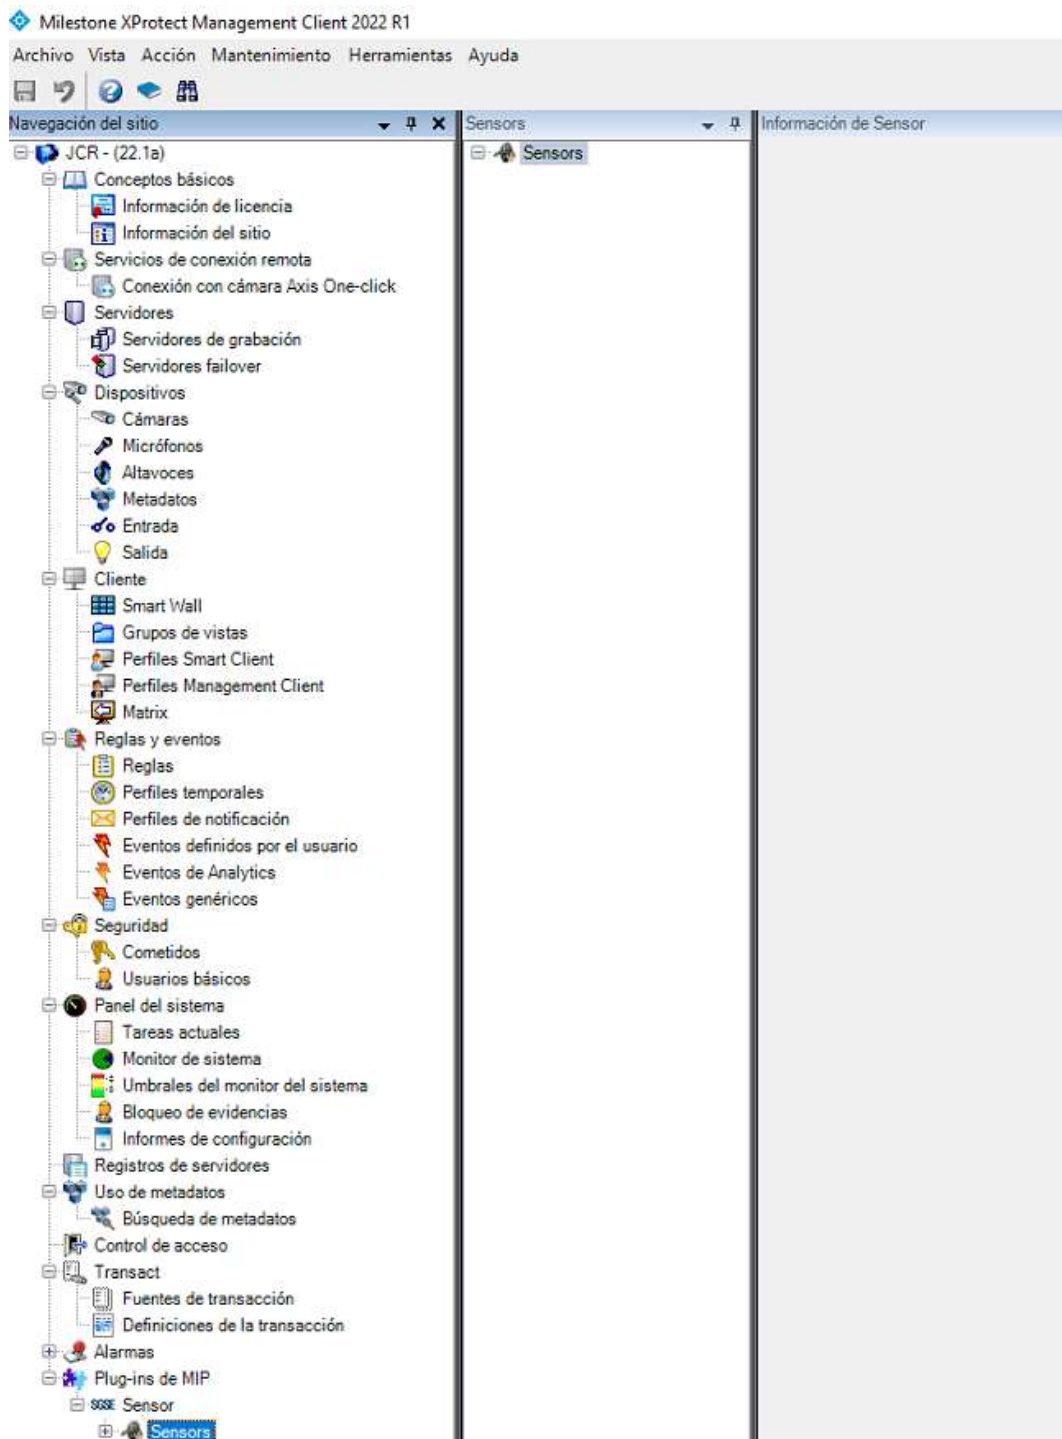 Milestone XProtect Management Client 2022 R1
Archivo Vista Acción Mantenimiento Herramientas Ayuda
Navegación del sitio
JCR - (22.1a)
Conceptos básicos
Información de licencia
Información del sitio
Servicios de conexión remota
Conexión con cámara Axis One-click
Servidores
Servidores de grabación
Servidores failover
Dispositivos
Cámaras
Micrófonos
Altavoces
Metadatos
Entrada
Salida
Cliente
Smart Wall
Grupos de vistas
Perfiles Smart Client
Perfiles Management Client
Matrix
Reglas y eventos
Reglas
Perfiles temporales
Perfiles de notificación
Eventos definidos por el usuario
Eventos de Analytics
Eventos genéricos
Seguridad
Cometidos
Usuarios básicos
Panel del sistema
Tareas actuales
Monitor de sistema
Umbrales del monitor del sistema
Bloqueo de evidencias
Informes de configuración
Registros de servidores
Uso de metadatos
Búsqueda de metadatos
Control de acceso
Transact
Fuentes de transacción
Definiciones de la transacción
Alarmas
Plug-ins de MIP
SGSE Sensor
Sensors
Sensors
Sensors
Información de Sensor